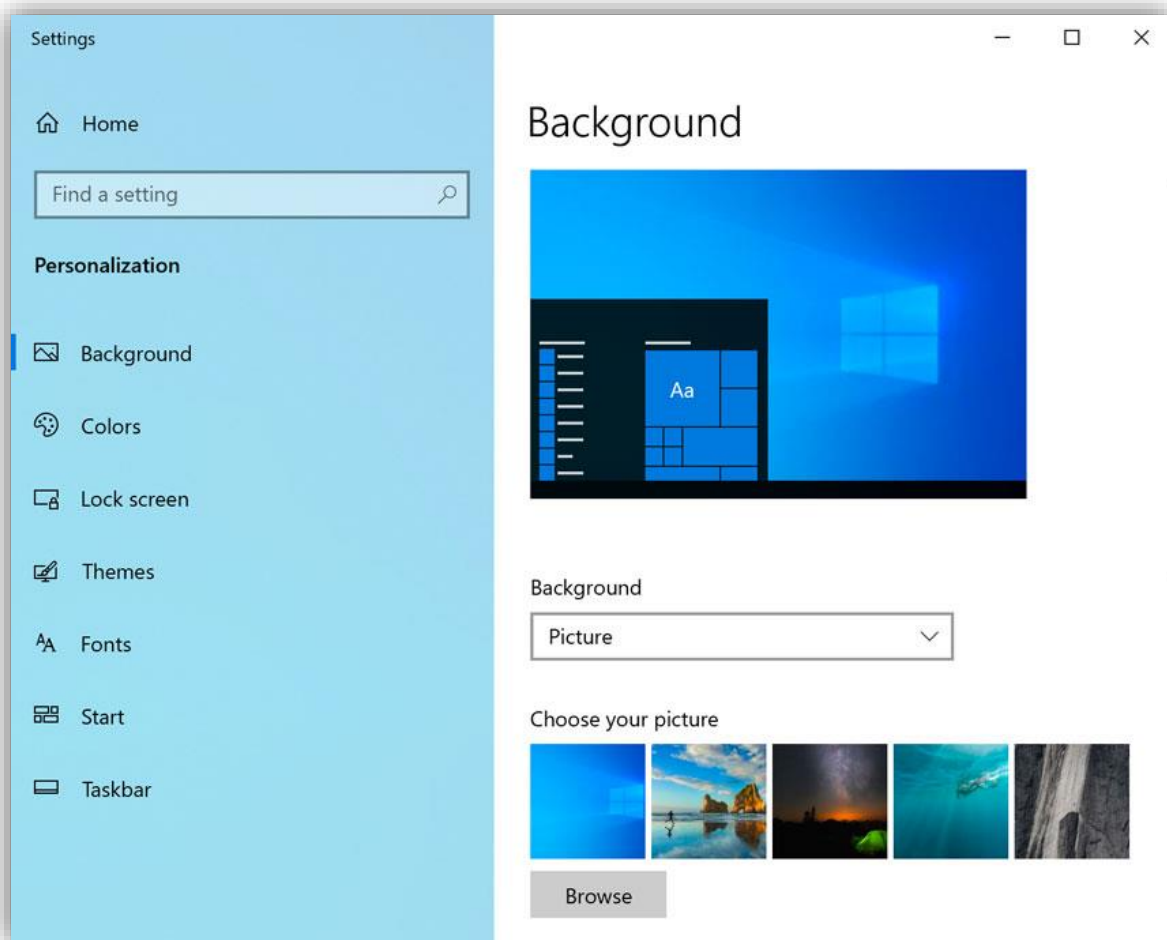 Settings
Home
Find a setting
Personalization
Background
Colors
Lock screen
Themes
Fonts
Start
Taskbar
Background
Aa
Background
Picture
Choose your picture
Browse